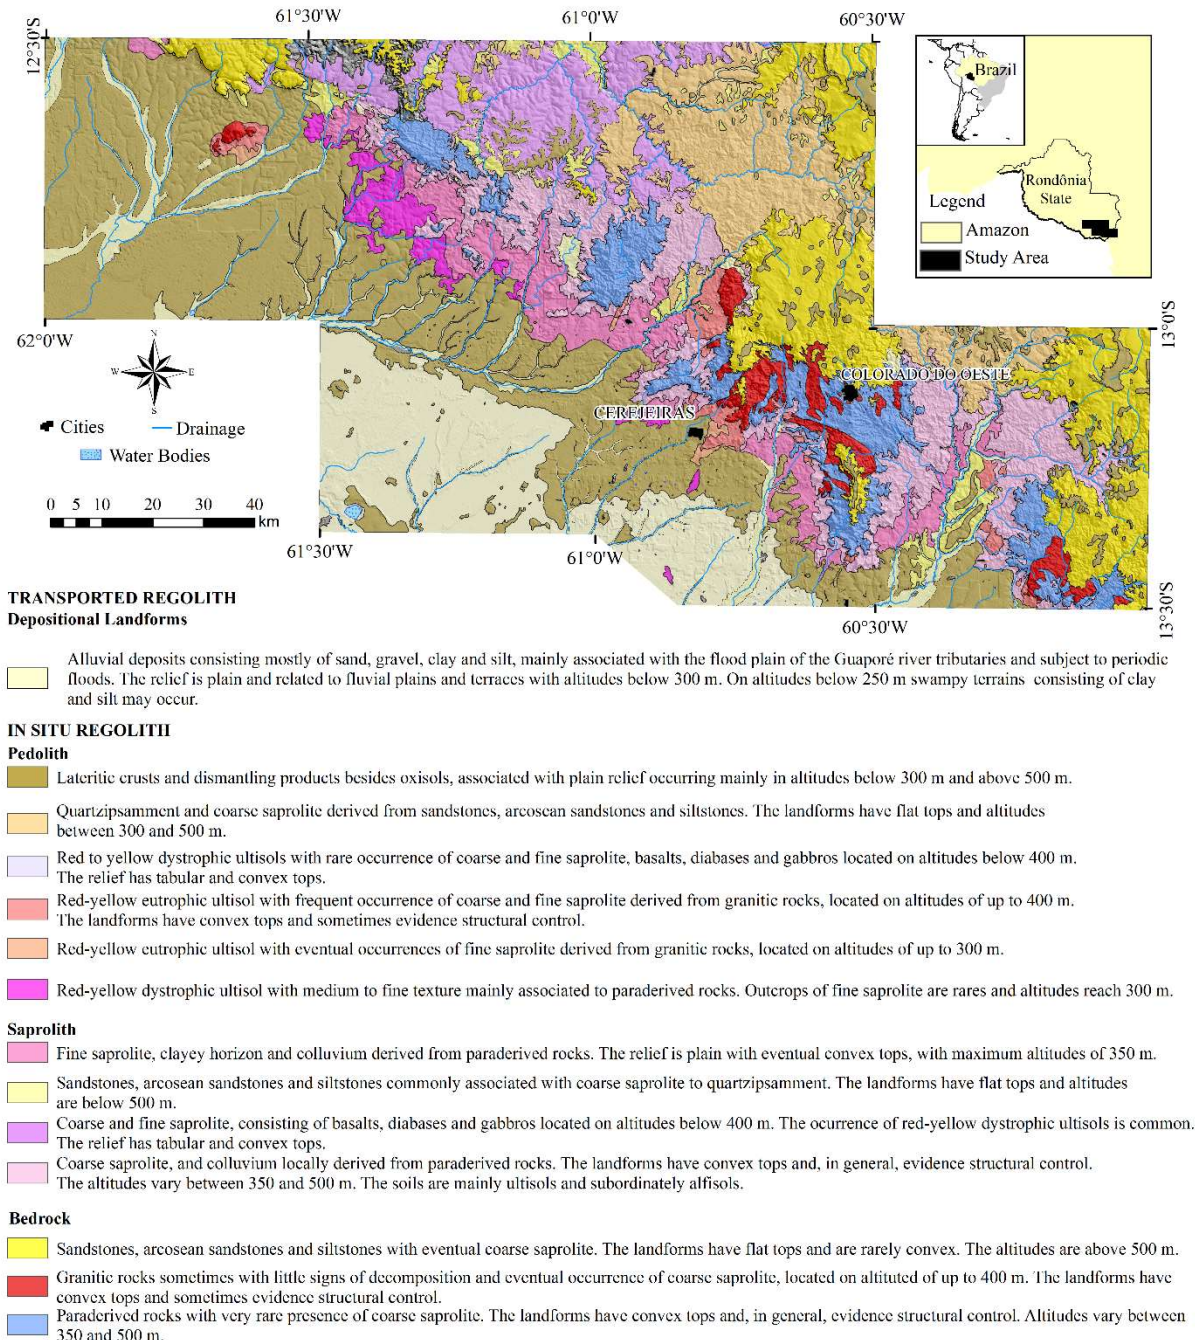 61°30'W
61°0'W
60°30'W
12°30'S
Brazil
Rondônia
State
Legend
Amazon
Study Area
62°0'W
13°0'S
N
W
E
S
COLORADO DO OESTE
CEREJEIRAS
Cities
Drainage
Water Bodies
0 5 10 20 30 40
km
61°30'W
61°0'W
60°30'W
13°30'S
TRANSPORTED REGOLITH
Depositional Landforms
Alluvial deposits consisting mostly of sand, gravel, clay and silt, mainly associated with the flood plain of the Guaporé river tributaries and subject to periodic
floods. The relief is plain and related to fluvial plains and terraces with altitudes below 300 m. On altitudes below 250 m swampy terrains consisting of clay
and silt may occur.
IN SITU REGOLITH
Pedolith
Lateritic crusts and dismantling products besides oxisols, associated with plain relief occurring mainly in altitudes below 300 m and above 500 m.
Quartzipsamment and coarse saprolite derived from sandstones, arcosean sandstones and siltstones. The landforms have flat tops and altitudes
between 300 and 500 m.
Red to yellow dystrophic ultisols with rare occurrence of coarse and fine saprolite, basalts, diabases and gabbros located on altitudes below 400 m.
The relief has tabular and convex tops.
Red-yellow eutrophic ultisol with frequent occurrence of coarse and fine saprolite derived from granitic rocks, located on altitudes of up to 400 m.
The landforms have convex tops and sometimes evidence structural control.
Red-yellow eutrophic ultisol with eventual occurrences of fine saprolite derived from granitic rocks, located on altitudes of up to 300 m.
Red-yellow dystrophic ultisol with medium to fine texture mainly associated to paraderived rocks. Outcrops of fine saprolite are rares and altitudes reach 300 m.
Saprolith
Fine saprolite, clayey horizon and colluvium derived from paraderived rocks. The relief is plain with eventual convex tops, with maximum altitudes of 350 m.
Sandstones, arcosean sandstones and siltstones commonly associated with coarse saprolite to quartzipsamment. The landforms have flat tops and altitudes
are below 500 m.
Coarse and fine saprolite, consisting of basalts, diabases and gabbros located on altitudes below 400 m. The ocurrence of red-yellow dystrophic ultisols is common.
The relief has tabular and convex tops.
Coarse saprolite, and colluvium locally derived from paraderived rocks. The landforms have convex tops and, in general, evidence structural control.
The altitudes vary between 350 and 500 m. The soils are mainly ultisols and subordinately alfisols.
Bedrock
Sandstones, arcosean sandstones and siltstones with eventual coarse saprolite. The landforms have flat tops and are rarely convex. The altitudes are above 500 m.
Granitic rocks sometimes with little signs of decomposition and eventual occurrence of coarse saprolite, located on altituted of up to 400 m. The landforms have
convex tops and sometimes evidence structural control.
Paraderived rocks with very rare presence of coarse saprolite. The landforms have convex tops and, in general, evidence structural control. Altitudes vary between
350 and 500 m.